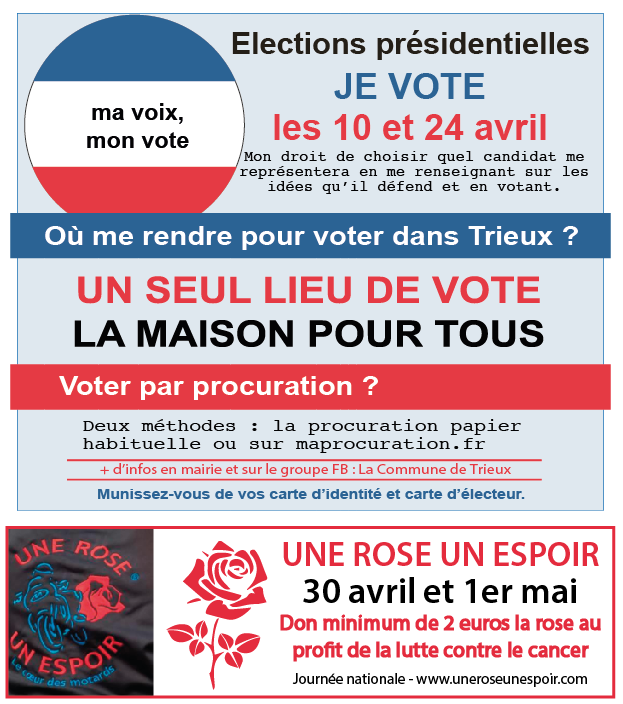 ma voix,
mon vote
Elections présidentielles
JE VOTE
les 10 et 24 avril
Mon droit de choisir quel candidat me
représentera en me renseignant sur les
idées qu'il défend et en votant.
Où me rendre pour voter dans Trieux ?
UN SEUL LIEU DE VOTE
LA MAISON POUR TOUS
Voter par procuration ?
Deux méthodes : la procuration papier
habituelle ou sur maprocuration.fr
+ d'infos en mairie et sur le groupe FB : La Commune de Trieux
Munissez-vous de vos carte d'identité et carte d'électeur.
UNE ROSE
UN ESPOIR
Le cœur des motards
UNE ROSE UN ESPOIR
30 avril et 1er mai
Don minimum de 2 euros la rose au
profit de la lutte contre le cancer
Journée nationale - www.uneroseunespoir.com